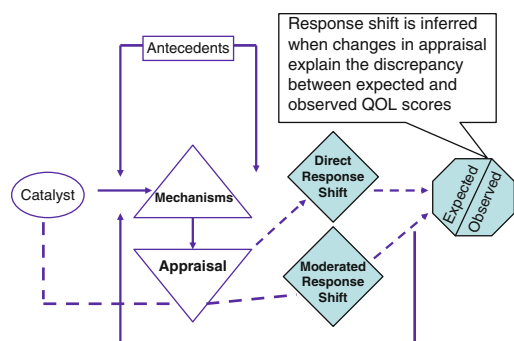 Response shift is inferred
when changes in appraisal
explain the discrepancy
between expected and
observed QOL scores
Antecedents
Catalyst
Mechanisms
Appraisal
Direct
Response
Shift
Moderated
Response
Shift
Expected
Observed